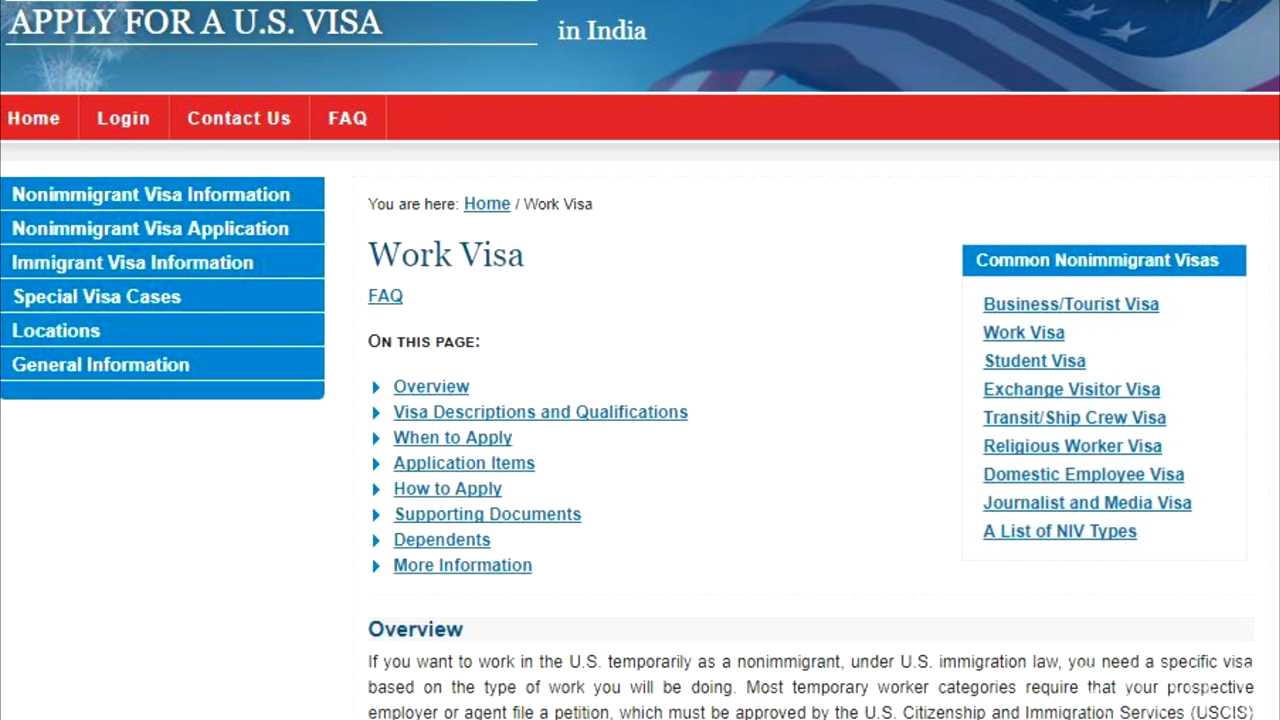 APPLY FOR A U.S. VISA in India
Home Login Contact Us FAQ
Nonimmigrant Visa Information
Nonimmigrant Visa Application
Immigrant Visa Information
Special Visa Cases
Locations
General Information
You are here: Home / Work Visa
Work Visa
FAQ
ON THIS PAGE:
Overview
Visa Descriptions and Qualifications
When to Apply
Application Items
How to Apply
Supporting Documents
Dependents
More Information
Common Nonimmigrant Visas
Business/Tourist Visa
Work Visa
Student Visa
Exchange Visitor Visa
Transit/Ship Crew Visa
Religious Worker Visa
Domestic Employee Visa
Journalist and Media Visa
A List of NIV Types
Overview
If you want to work in the U.S. temporarily as a nonimmigrant, under U.S. immigration law, you need a specific visa
based on the type of work you will be doing. Most temporary worker categories require that your prospective
employer or agent file a petition, which must be approved by the U.S. Citizenship and Immigration Services (USCIS)